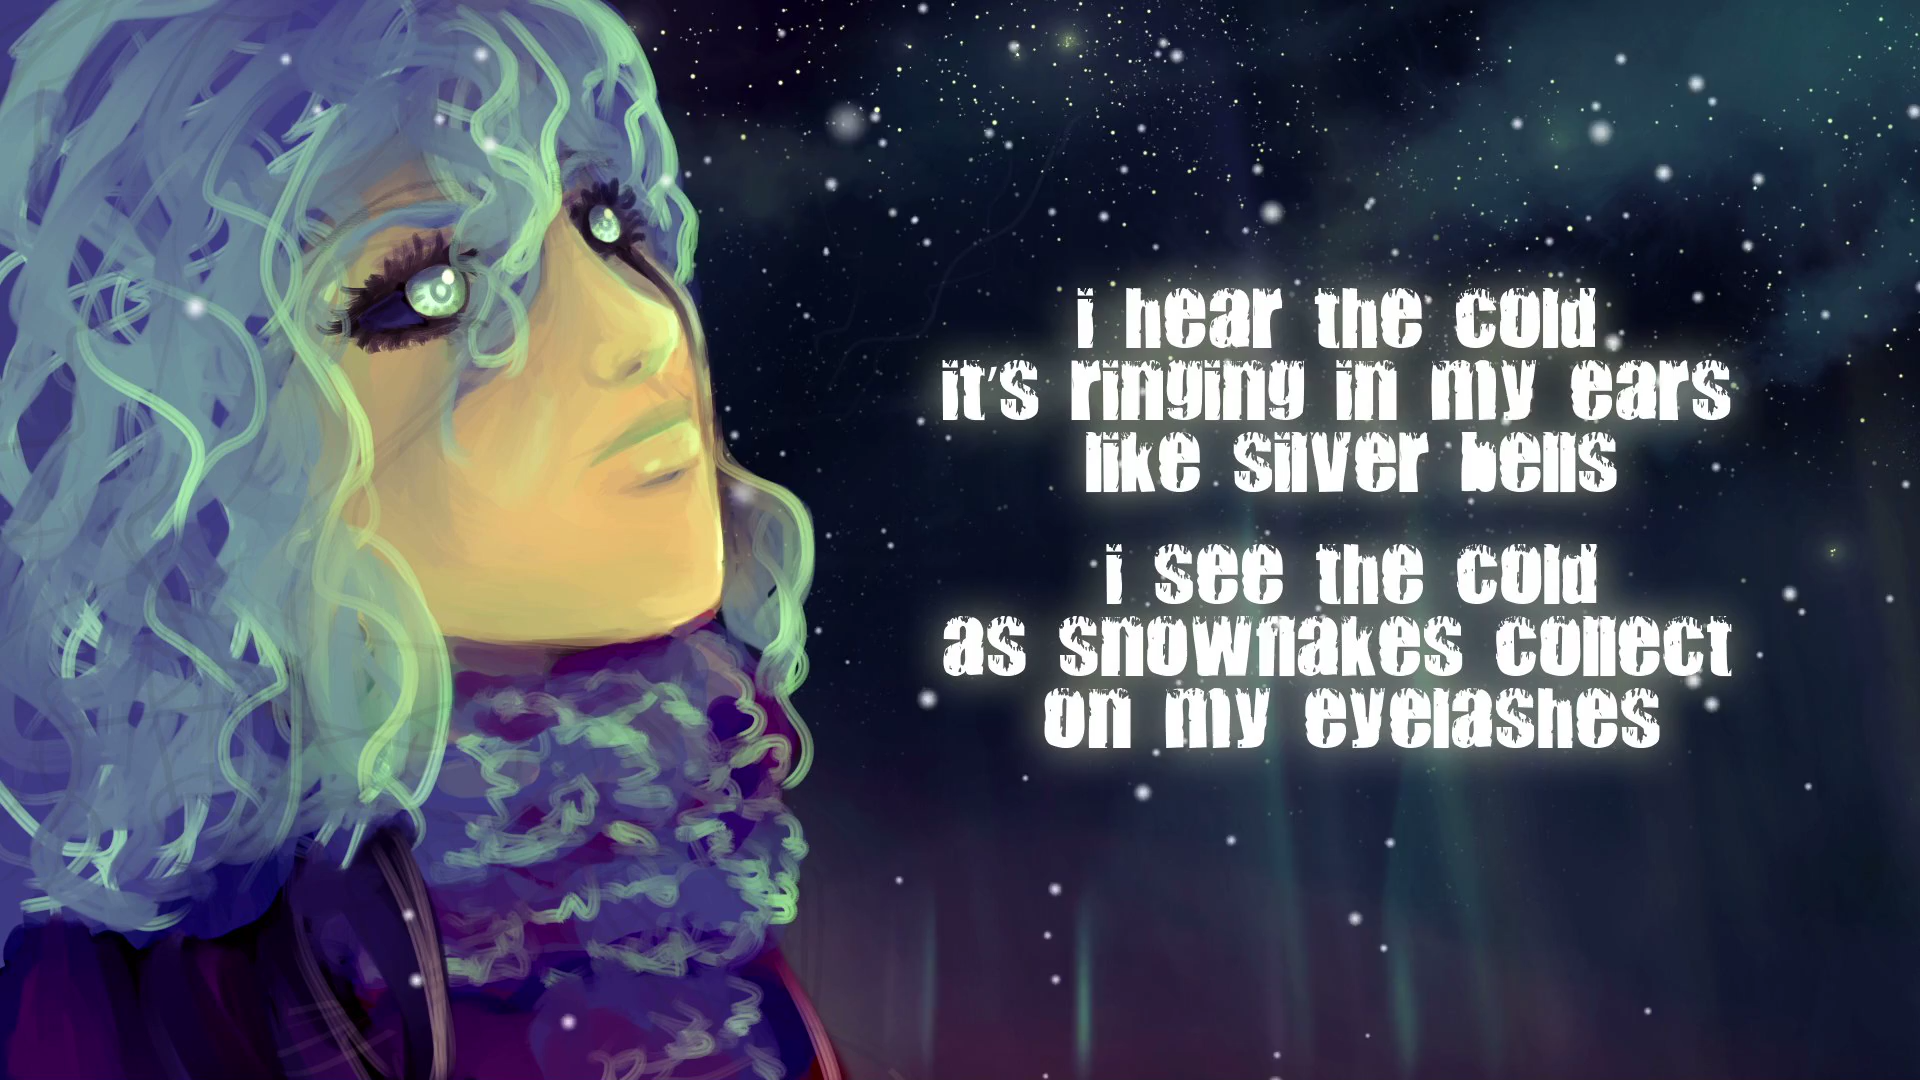 i hear the cold
it's ringing in my ears
like silver bells
i see the cold
as snowflakes collect
on my eyelashes